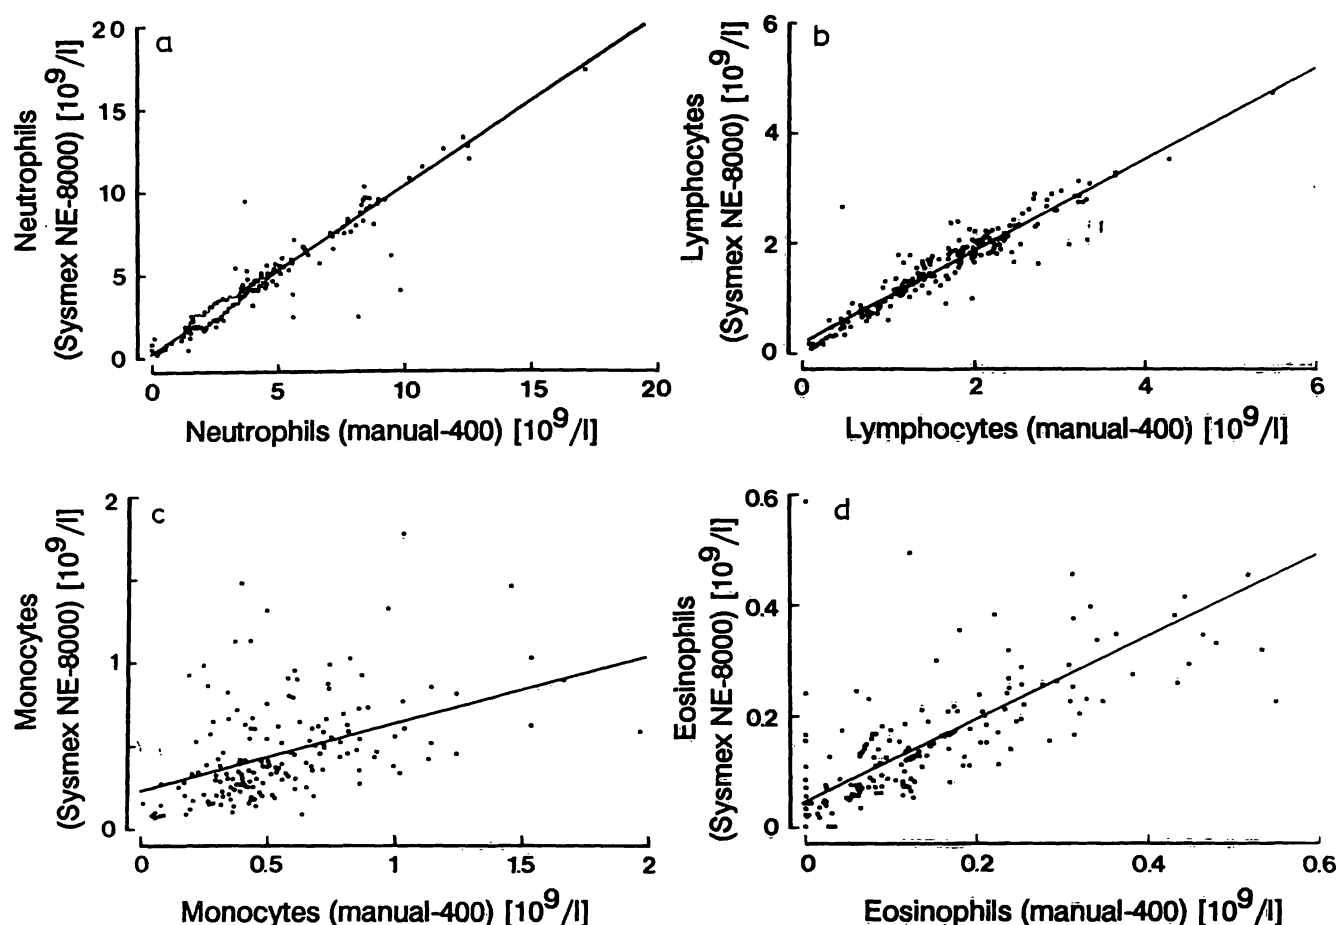 a
20
15
10
5
0
Neutrophils
(Sysmex NE-8000) [10⁹/l]
0 5 10 15 20
Neutrophils (manual-400) [10⁹/l]
b
6
4
2
0
Lymphocytes
(Sysmex NE-8000) [10⁹/l]
0 2 4 6
Lymphocytes (manual-400) [10⁹/l]
c
2
1
0
Monocytes
(Sysmex NE-8000) [10⁹/l]
0 0.5 1 1.5 2
Monocytes (manual-400) [10⁹/l]
d
0.6
0.4
0.2
0
Eosinophils
(Sysmex NE-8000) [10⁹/l]
0 0.2 0.4 0.6
Eosinophils (manual-400) [10⁹/l]